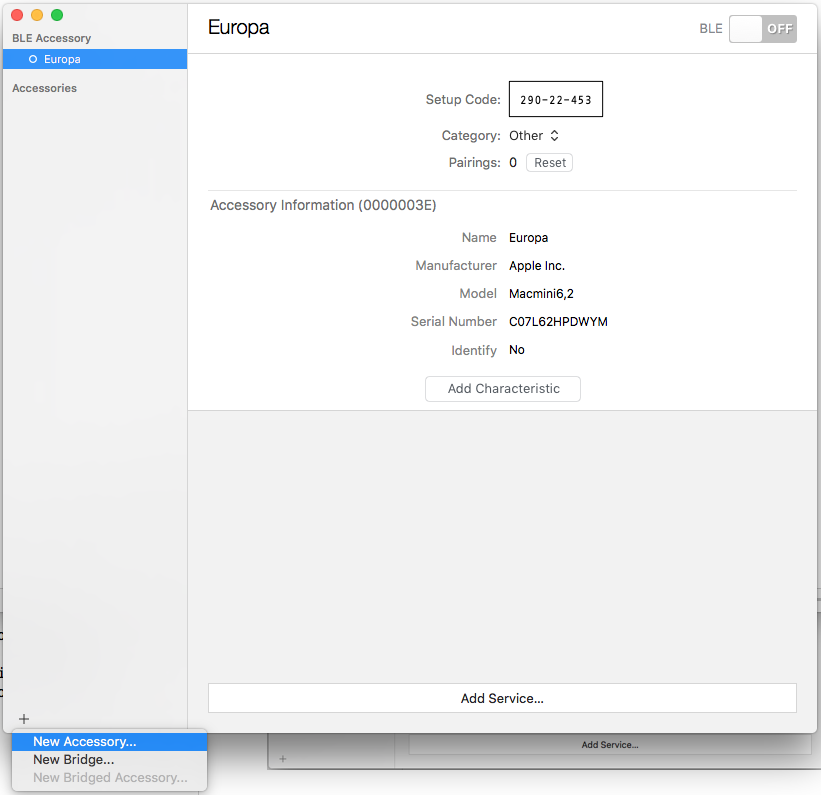 Europa
BLE OFF
BLE Accessory
Europa
Accessories
Setup Code: 290-22-453
Category: Other
Pairings: 0 Reset
Accessory Information (0000003E)
Name Europa
Manufacturer Apple Inc.
Model Macmini6,2
Serial Number C07L62HPDWYM
Identify No
Add Characteristic
Add Service...
+
New Accessory...
New Bridge...
New Bridged Accessory...
+
Add Service...